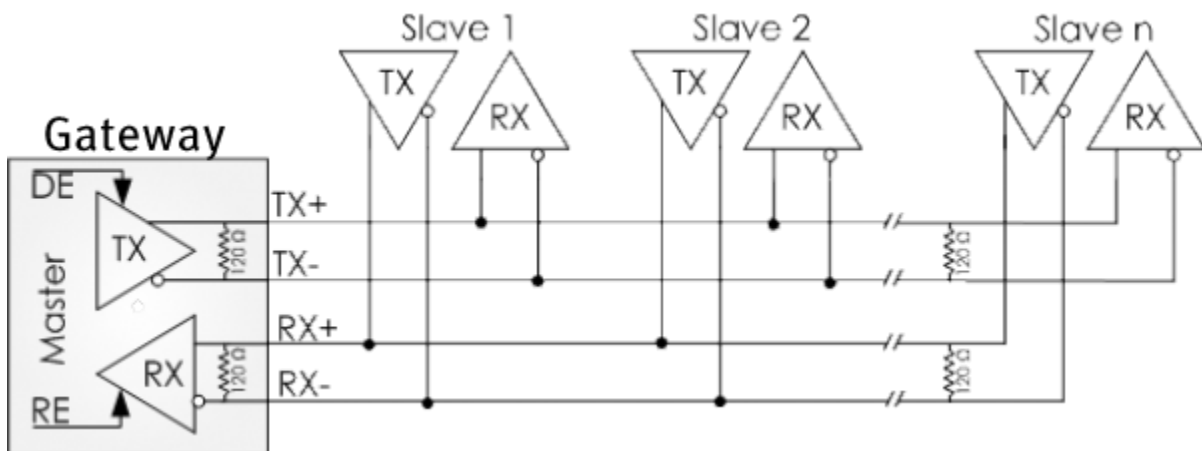 Slave 1
Slave 2
Slave n
TX
RX
TX
RX
TX
RX
Gateway
DE
TX
Master
RX
RE
120 Ω
120 Ω
TX+
TX-
RX+
RX-
120 Ω
120 Ω